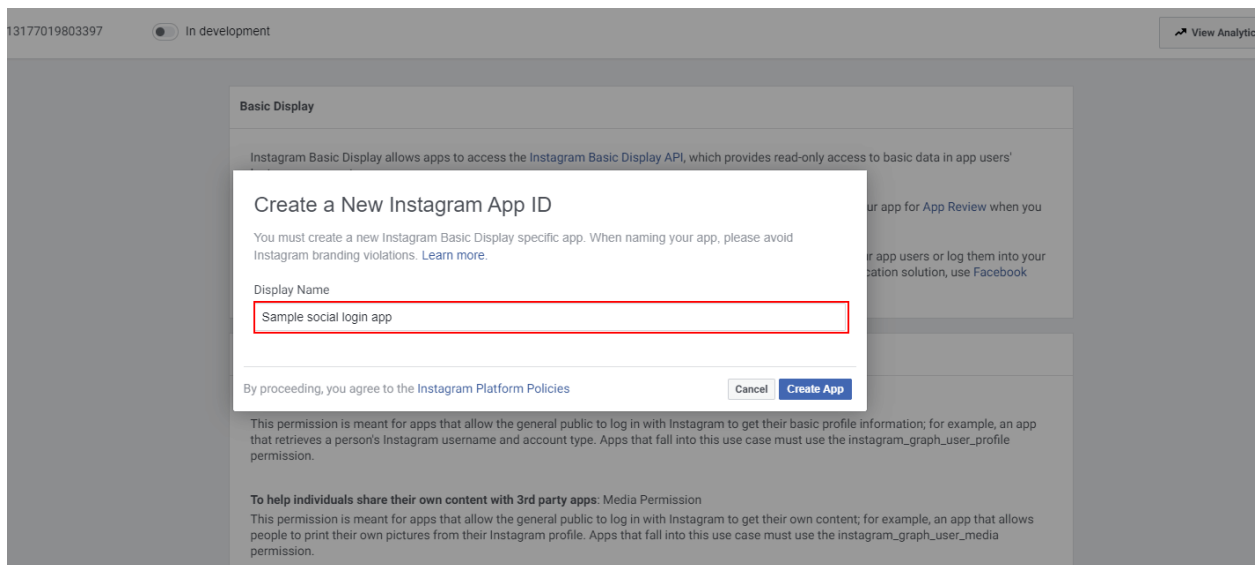 13177019803397
In development
View Analytic
Basic Display
Instagram Basic Display allows apps to access the Instagram Basic Display API, which provides read-only access to basic data in app users'
Create a New Instagram App ID
ur app for App Review when you
You must create a new Instagram Basic Display specific app. When naming your app, please avoid
Instagram branding violations. Learn more.
r app users or log them into your
cation solution, use Facebook
Display Name
Sample social login app
By proceeding, you agree to the Instagram Platform Policies
Cancel
Create App
This permission is meant for apps that allow the general public to log in with Instagram to get their basic profile information; for example, an app
that retrieves a person's Instagram username and account type. Apps that fall into this use case must use the instagram_graph_user_profile
permission.
To help individuals share their own content with 3rd party apps: Media Permission
This permission is meant for apps that allow the general public to log in with Instagram to get their own content; for example, an app that allows
people to print their own pictures from their Instagram profile. Apps that fall into this use case must use the instagram_graph_user_media
permission.